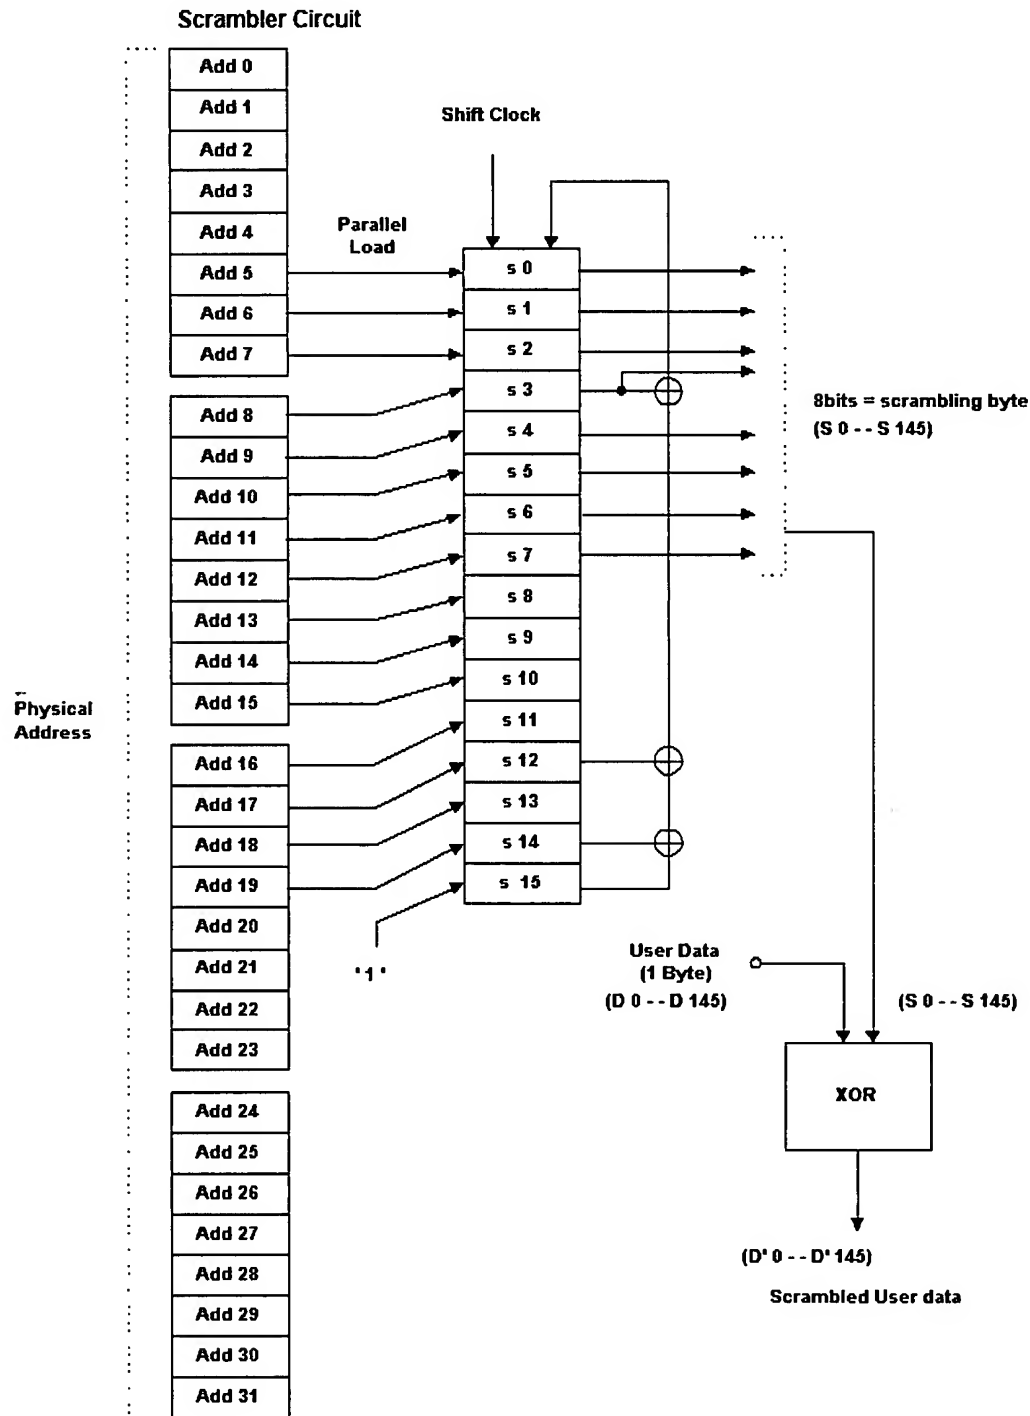 Scrambler Circuit
Add 0
Add 1
Add 2
Add 3
Add 4
Add 5
Add 6
Add 7
Add 8
Add 9
Add 10
Add 11
Add 12
Add 13
Add 14
Add 15
Add 16
Add 17
Add 18
Add 19
Add 20
Add 21
Add 22
Add 23
Add 24
Add 25
Add 26
Add 27
Add 28
Add 29
Add 30
Add 31
Physical
Address
Parallel
Load
Shift Clock
s 0
s 1
s 2
s 3
s 4
s 5
s 6
s 7
s 8
s 9
s 10
s 11
s 12
s 13
s 14
s 15
'1'
8bits = scrambling byte
(S 0 - - S 145)
User Data
(1 Byte)
(D 0 - - D 145)
(S 0 - - S 145)
XOR
(D' 0 - - D' 145)
Scrambled User data